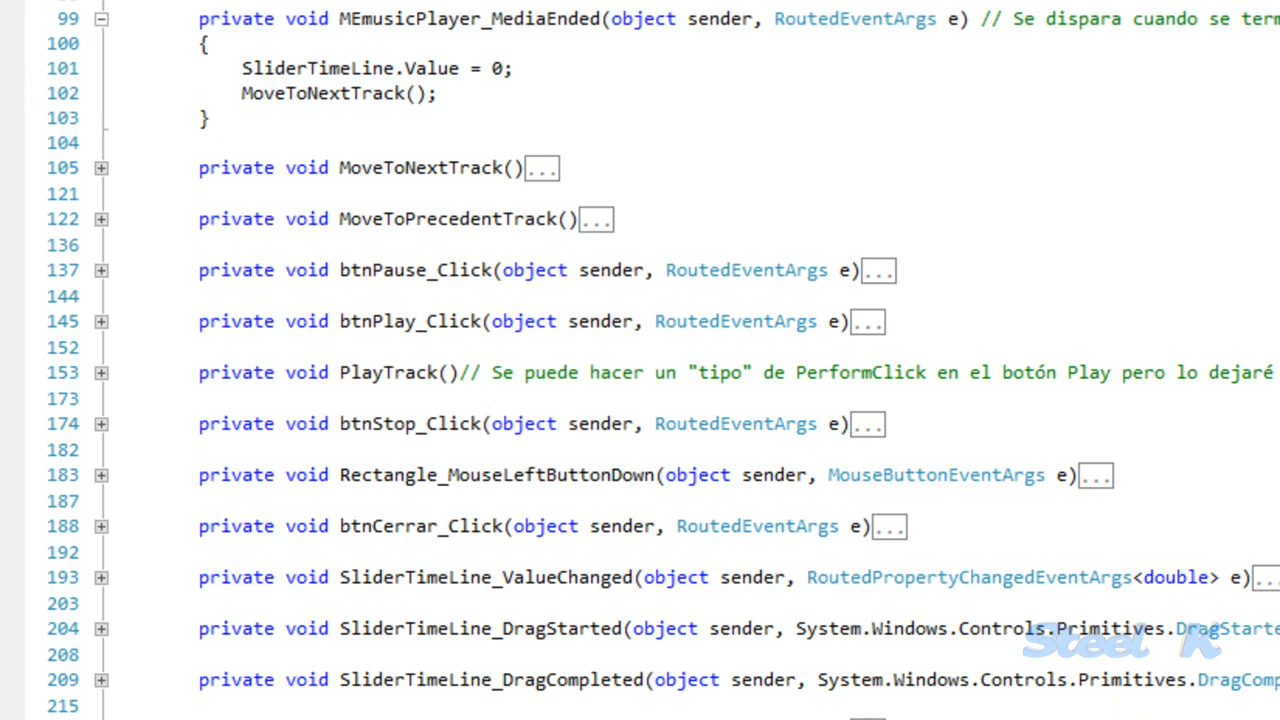 99 private void MEmusicPlayer_MediaEnded(object sender, RoutedEventArgs e) // Se dispara cuando se
100 {
101 SliderTimeLine.Value = 0;
102 MoveToNextTrack();
103 }
104
105 private void MoveToNextTrack()...
121
122 private void MoveToPrecedentTrack()...
136
137 private void btnPause_Click(object sender, RoutedEventArgs e)...
144
145 private void btnPlay_Click(object sender, RoutedEventArgs e)...
152
153 private void PlayTrack()// Se puede hacer un "tipo" de PerformClick en el botón Play pero lo dejaré
173
174 private void btnStop_Click(object sender, RoutedEventArgs e)...
182
183 private void Rectangle_MouseLeftButtonDown(object sender, MouseButtonEventArgs e)...
187
188 private void btnCerrar_Click(object sender, RoutedEventArgs e)...
192
193 private void SliderTimeLine_ValueChanged(object sender, RoutedPropertyChangedEventArgs<double> e)...
203
204 private void SliderTimeLine_DragStarted(object sender, System.Windows.Controls.Primitives.DragStarte
208
Steel K
209 private void SliderTimeLine_DragCompleted(object sender, System.Windows.Controls.Primitives.DragComp
215